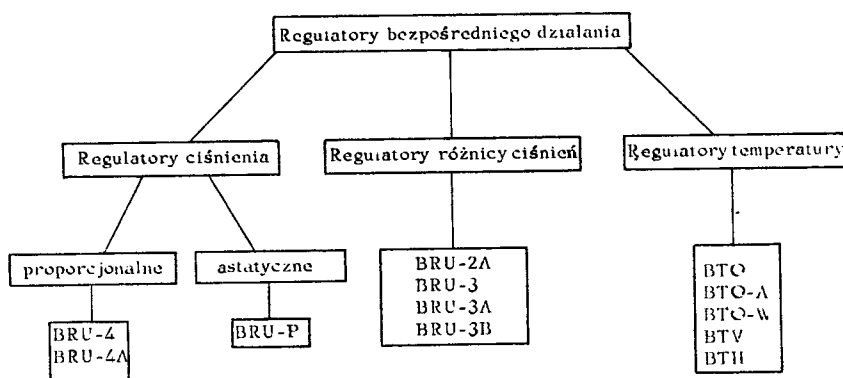 Regulatory bezpośredniego działania
Regulatory ciśnienia
Regulatory różnicy ciśnień
Regulatory temperatury
proporcjonalne
astatyczne
BRU-4
BRU-4A
BRU-P
BRU-2A
BRU-3
BRU-3A
BRU-3B
BTO
BTO-A
BTO-W
BTV
BTH